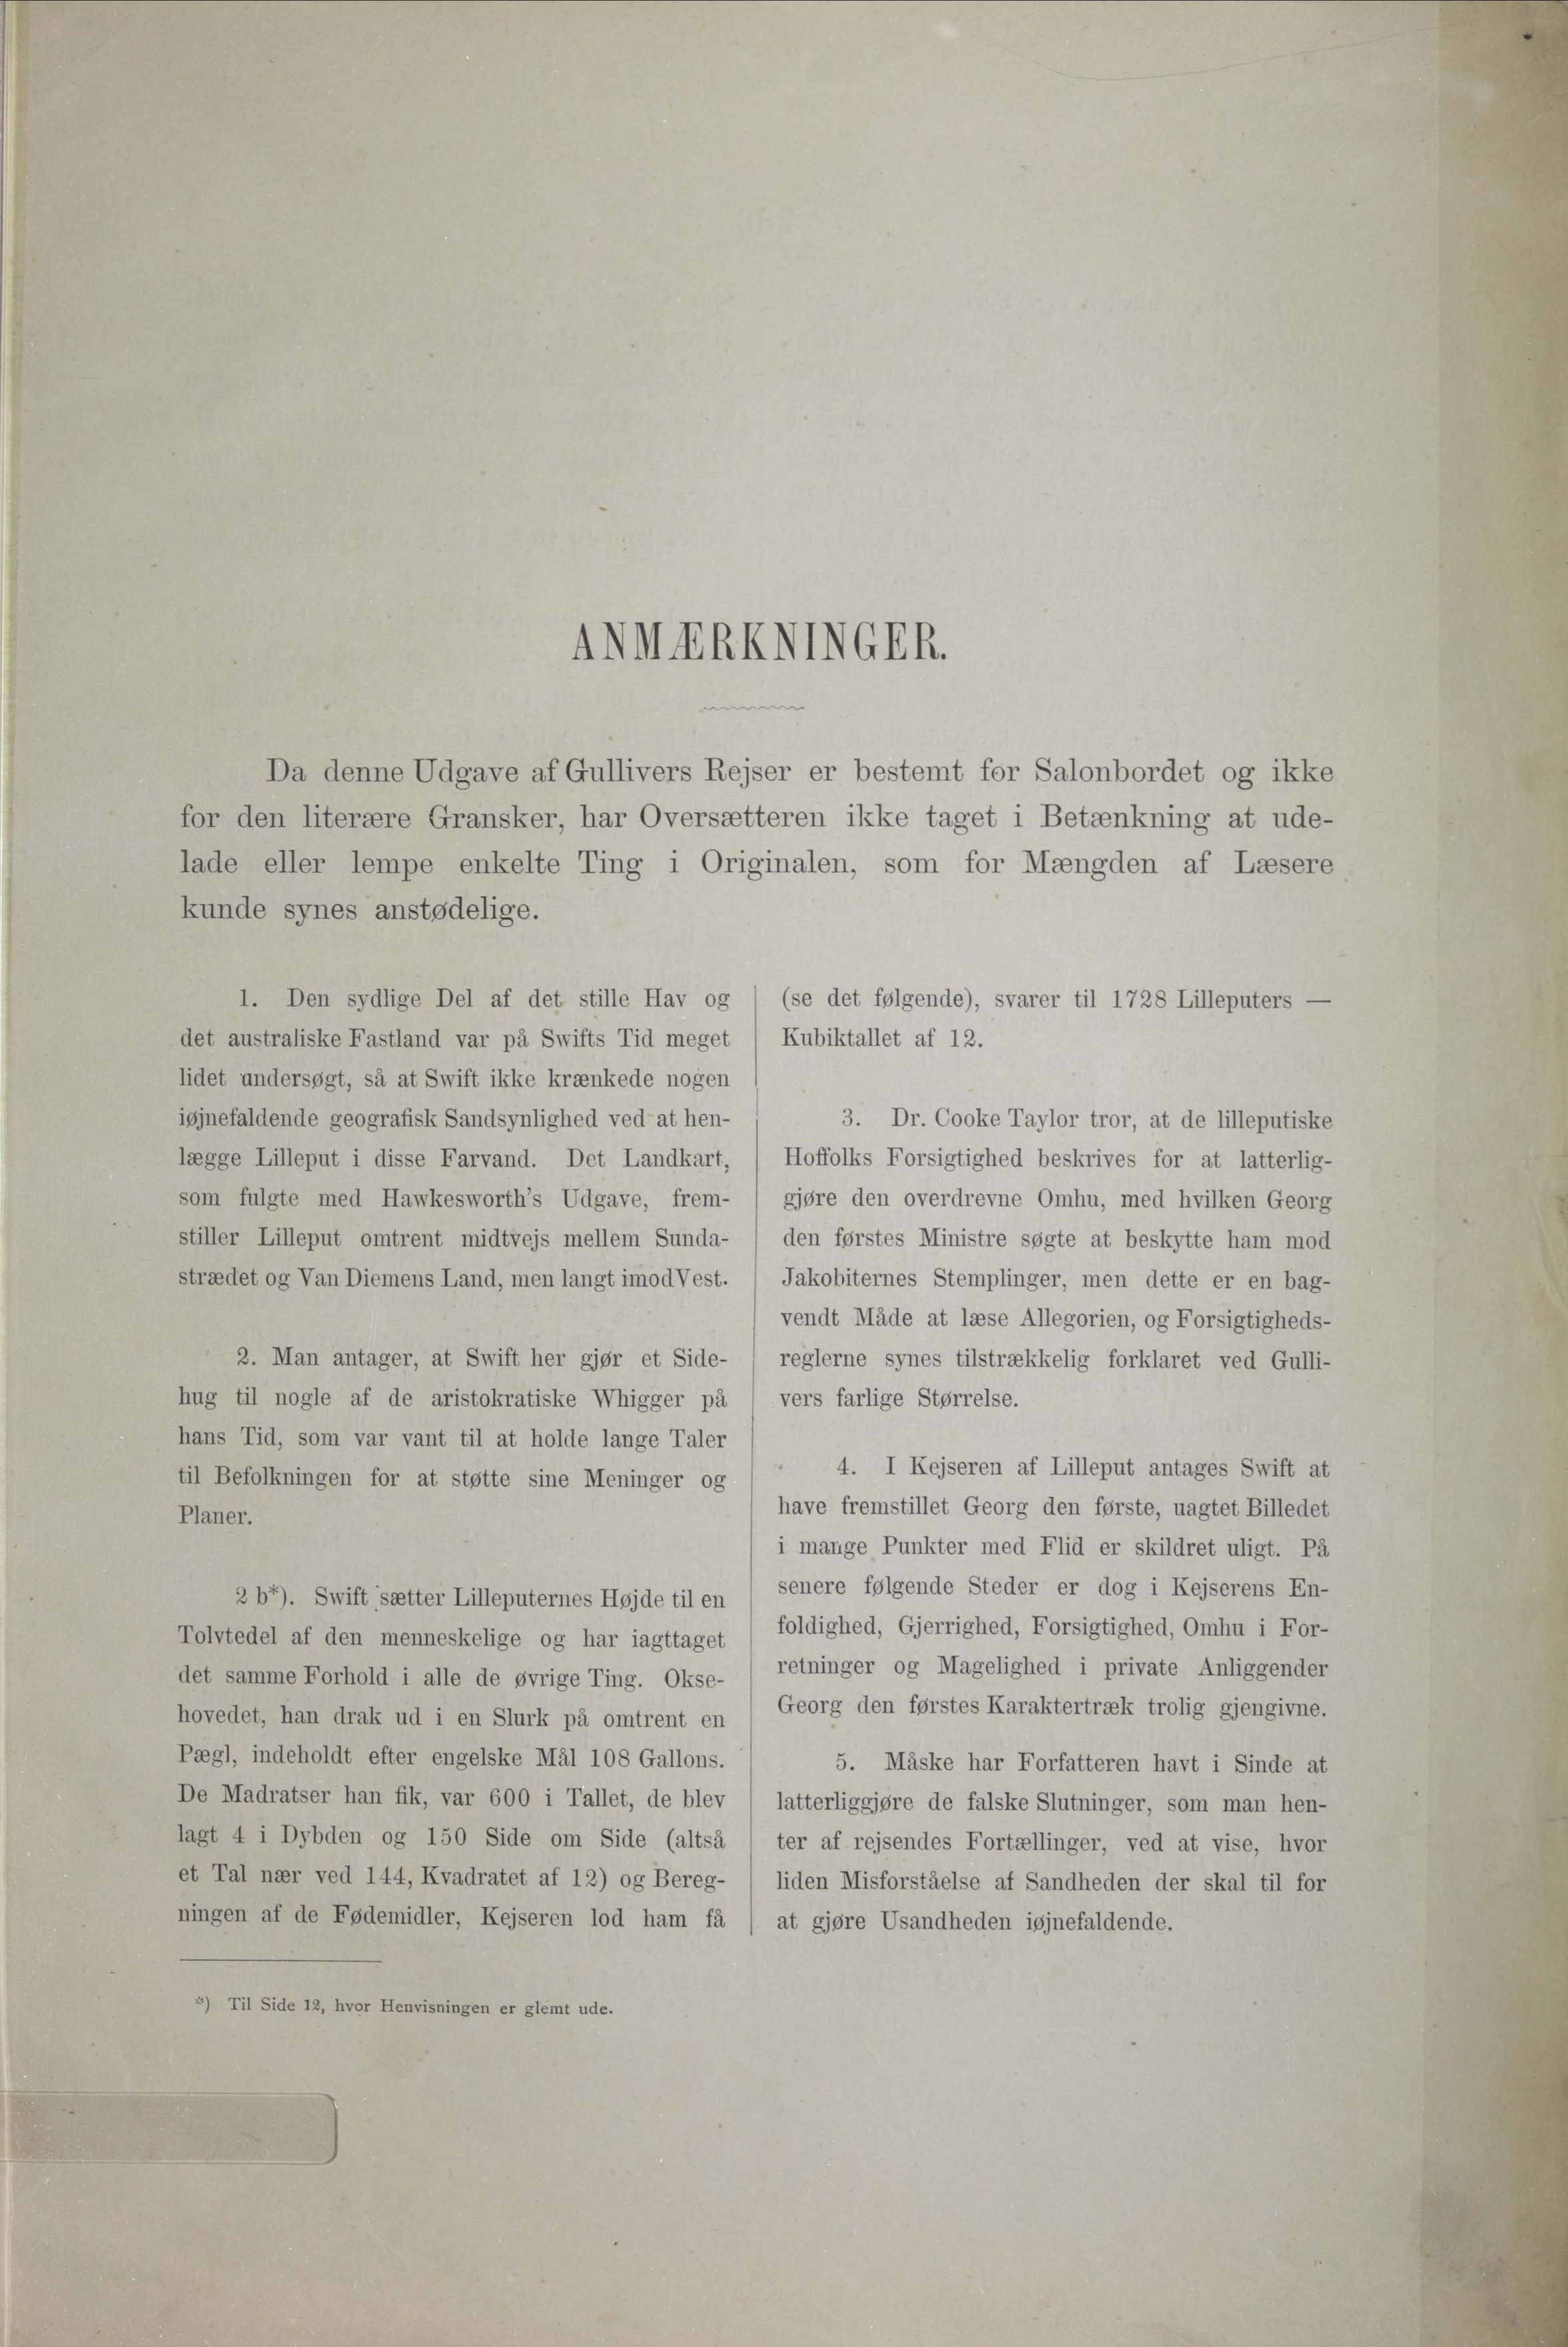 ANMÆRKNINGER.
Da denne Udgave af Gullivers Rejser er bestemt for Salonbordet og ikke
for den literære Gransker, har Oversætteren ikke taget i Betænkning at ude-
lade eller lempe enkelte Ting i Originalen, som for Mængden af Læsere
kunde synes anstødelige.
1. Den sydlige Del af det stille Hav og
det australiske Fastland var på Swifts Tid meget
lidet undersøgt, så at Swift ikke krænkede nogen
iøjnefaldende geografisk Sandsynlighed ved at hen-
lægge Lilleput i disse Farvand. Det Landkart,
som fulgte med Hawkesworth's Udgave, frem-
stiller Lilleput omtrent midtvejs mellem Sunda-
strædet og Van Diemens Land, men langt imod Vest.
2. Man antager, at Swift her gjør et Side-
hug til nogle af de aristokratiske Whigger på
hans Tid, som var vant til at holde lange Taler
til Befolkningen for at støtte sine Meninger og
Planer.
2 b*). Swift sætter Lilleputernes Højde til en
Tolvtedel af den menneskelige og har iagttaget
det samme Forhold i alle de øvrige Ting. Okse-
hovedet, han drak ud i en Slurk på omtrent en
Pægl, indeholdt efter engelske Mål 108 Gallons.
De Madratser han fik, var 600 i Tallet, de blev
lagt 4 i Dybden og 150 Side om Side (altså
et Tal nær ved 144, Kvadratet af 12) og Bereg-
ningen af de Fødemidler, Kejseren lod ham få
(se det følgende), svarer til 1728 Lilleputers —
Kubiktallet af 12.
3. Dr. Cooke Taylor tror, at de lilleputiske
Hoffolks Forsigtighed beskrives for at latterlig-
gjøre den overdrevne Omhu, med hvilken Georg
den førstes Ministre søgte at beskytte ham mod
Jakobiternes Stemplinger, men dette er en bag-
vendt Måde at læse Allegorien, og Forsigtigheds-
reglerne synes tilstrækkelig forklaret ved Gulli-
vers farlige Størrelse.
4. I Kejseren af Lilleput antages Swift at
have fremstillet Georg den første, uagtet Billedet
i mange Punkter med Flid er skildret uligt. På
senere følgende Steder er dog i Kejserens En-
foldighed, Gjerrighed, Forsigtighed, Omhu i For-
retninger og Magelighed i private Anliggender
Georg den førstes Karaktertræk trolig gjengivne.
5. Måske har Forfatteren havt i Sinde at
latterliggjøre de falske Slutninger, som man hen-
ter af rejsendes Fortællinger, ved at vise, hvor
liden Misforståelse af Sandheden der skal til for
at gjøre Usandheden iøjnefaldende.
*) Til Side 12, hvor Henvisningen er glemt ude.